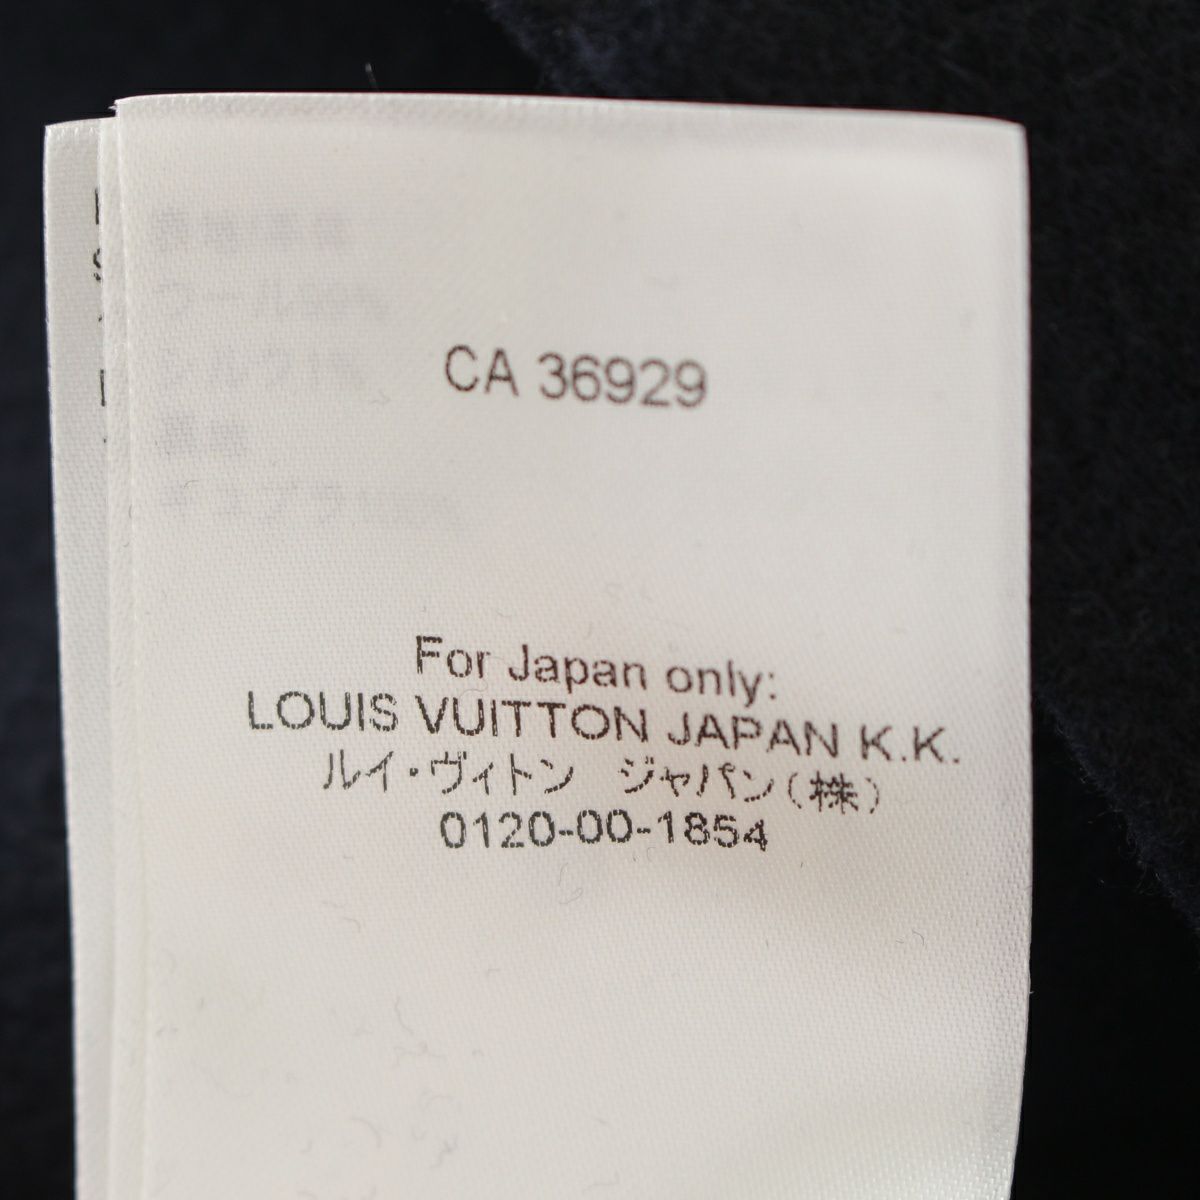 CA 36929
For Japan only:
LOUIS VUITTON JAPAN K.K.
ルイ・ヴィトン ジャパン(株)
0120-00-1854